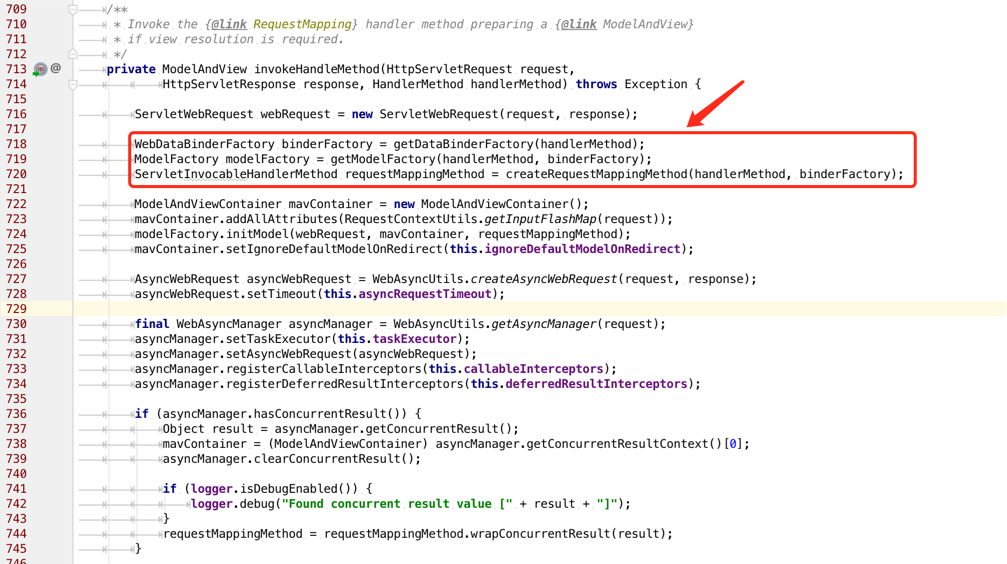 709 /**
710 * Invoke the {@link RequestMapping} handler method preparing a {@link ModelAndView}
711 * if view resolution is required.
712 */
713 @ private ModelAndView invokeHandleMethod(HttpServletRequest request,
714 HttpServletResponse response, HandlerMethod handlerMethod) throws Exception {
715
716 ServletWebRequest webRequest = new ServletWebRequest(request, response);
717
718 WebDataBinderFactory binderFactory = getDataBinderFactory(handlerMethod);
719 ModelFactory modelFactory = getModelFactory(handlerMethod, binderFactory);
720 ServletInvocableHandlerMethod requestMappingMethod = createRequestMappingMethod(handlerMethod, binderFactory);
721
722 ModelAndViewContainer mavContainer = new ModelAndViewContainer();
723 mavContainer.addAllAttributes(RequestContextUtils.getInputFlashMap(request));
724 modelFactory.initModel(webRequest, mavContainer, requestMappingMethod);
725 mavContainer.setIgnoreDefaultModelOnRedirect(this.ignoreDefaultModelOnRedirect);
726
727 AsyncWebRequest asyncWebRequest = WebAsyncUtils.createAsyncWebRequest(request, response);
728 asyncWebRequest.setTimeout(this.asyncRequestTimeout);
729
730 final WebAsyncManager asyncManager = WebAsyncUtils.getAsyncManager(request);
731 asyncManager.setTaskExecutor(this.taskExecutor);
732 asyncManager.setAsyncWebRequest(asyncWebRequest);
733 asyncManager.registerCallableInterceptors(this.callableInterceptors);
734 asyncManager.registerDeferredResultInterceptors(this.deferredResultInterceptors);
735
736 if (asyncManager.hasConcurrentResult()) {
737 Object result = asyncManager.getConcurrentResult();
738 mavContainer = (ModelAndViewContainer) asyncManager.getConcurrentResultContext()[0];
739 asyncManager.clearConcurrentResult();
740
741 if (logger.isDebugEnabled()) {
742 logger.debug("Found concurrent result value [" + result + "]");
743 }
744 requestMappingMethod = requestMappingMethod.wrapConcurrentResult(result);
745 }
746